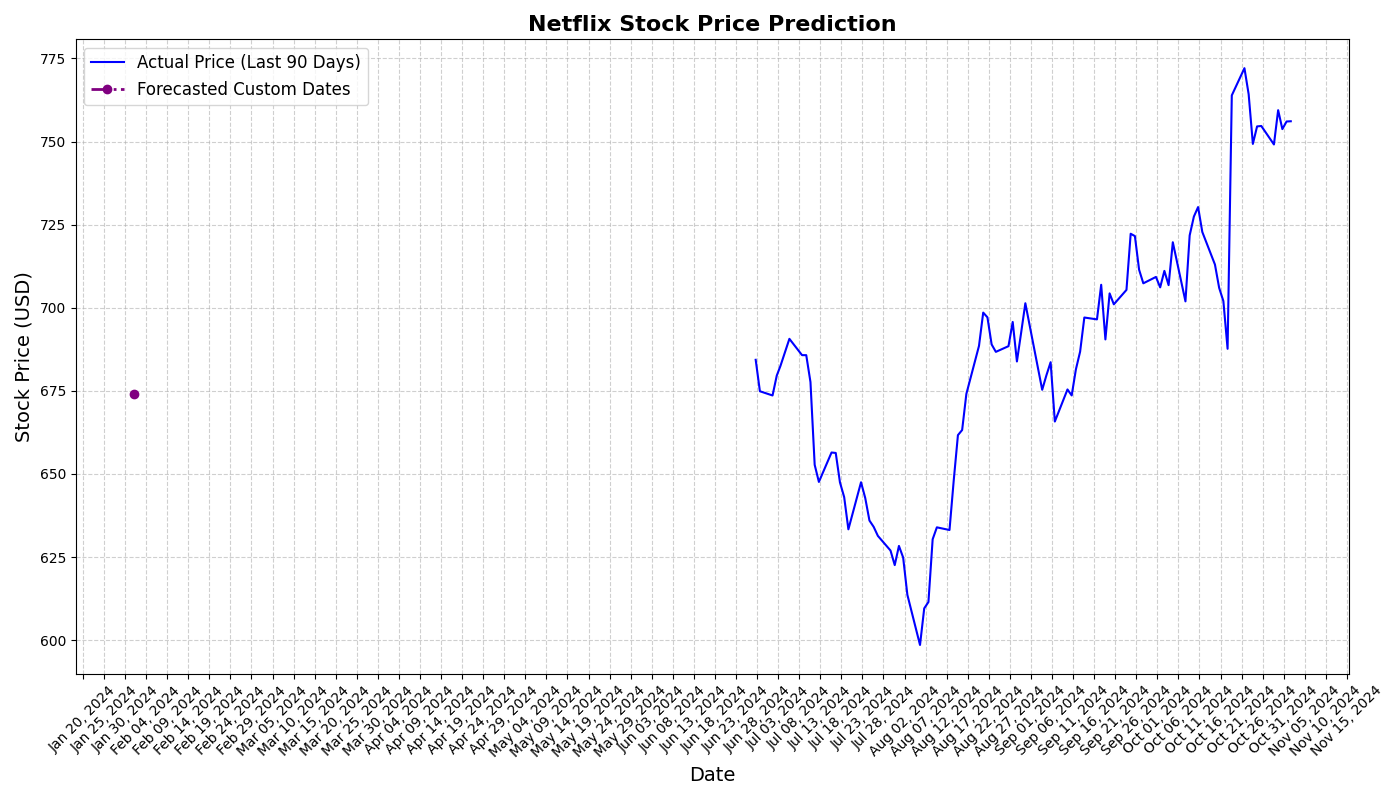 Netflix Stock Price Prediction
Actual Price (Last 90 Days)
Forecasted Custom Dates
Stock Price (USD)
775
750
725
700
675
650
625
600
Jan 20, 2024
Jan 25, 2024
Jan 30, 2024
Feb 04, 2024
Feb 09, 2024
Feb 14, 2024
Feb 19, 2024
Feb 24, 2024
Feb 29, 2024
Mar 05, 2024
Mar 10, 2024
Mar 15, 2024
Mar 20, 2024
Mar 25, 2024
Mar 30, 2024
Apr 04, 2024
Apr 09, 2024
Apr 14, 2024
Apr 19, 2024
Apr 24, 2024
Apr 29, 2024
May 04, 2024
May 09, 2024
May 14, 2024
May 19, 2024
May 24, 2024
May 29, 2024
Jun 03, 2024
Jun 08, 2024
Jun 13, 2024
Jun 18, 2024
Jun 23, 2024
Jun 28, 2024
Jul 03, 2024
Jul 08, 2024
Jul 13, 2024
Jul 18, 2024
Jul 23, 2024
Jul 28, 2024
Aug 02, 2024
Aug 07, 2024
Aug 12, 2024
Aug 17, 2024
Aug 22, 2024
Aug 27, 2024
Sep 01, 2024
Sep 06, 2024
Sep 11, 2024
Sep 16, 2024
Sep 21, 2024
Sep 26, 2024
Oct 01, 2024
Oct 06, 2024
Oct 11, 2024
Oct 16, 2024
Oct 21, 2024
Oct 26, 2024
Oct 31, 2024
Nov 05, 2024
Nov 10, 2024
Nov 15, 2024
Date